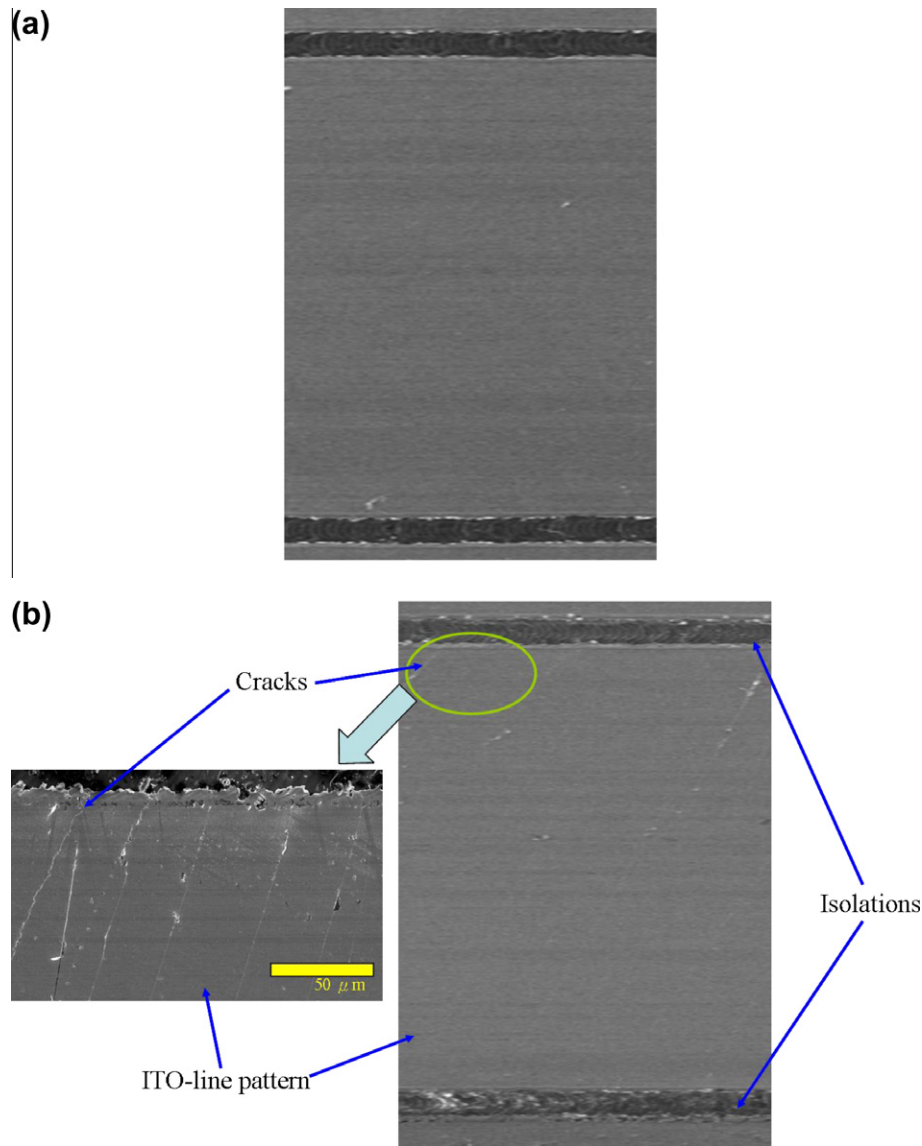 (a)
(b)
Cracks
Isolations
50 μm
ITO-line pattern